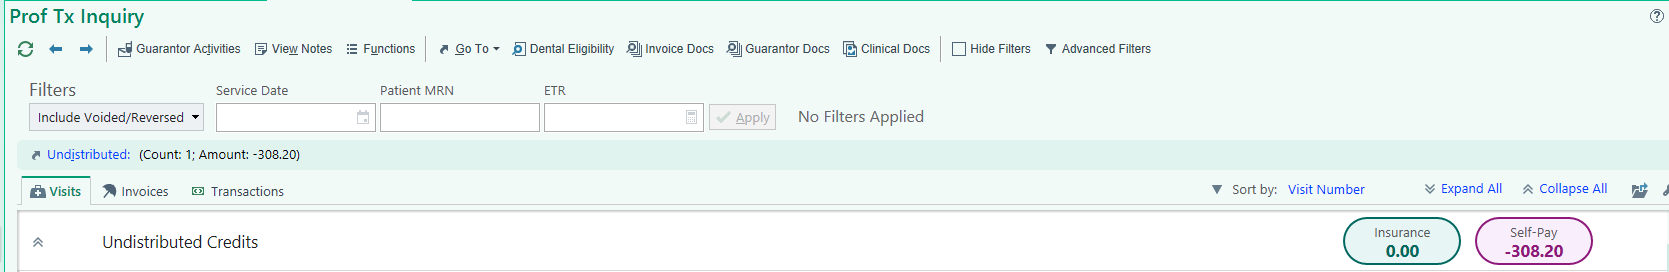 Prof Tx Inquiry
Guarantor Activities View Notes Functions Go To Dental Eligibility Invoice Docs Guarantor Docs Clinical Docs Hide Filters Advanced Filters
Filters Service Date Patient MRN ETR
Include Voided/Reversed Apply No Filters Applied
Undistributed: (Count: 1; Amount: -308.20)
Visits Invoices Transactions Sort by: Visit Number Expand All Collapse All
Undistributed Credits Insurance Self-Pay
0.00 -308.20